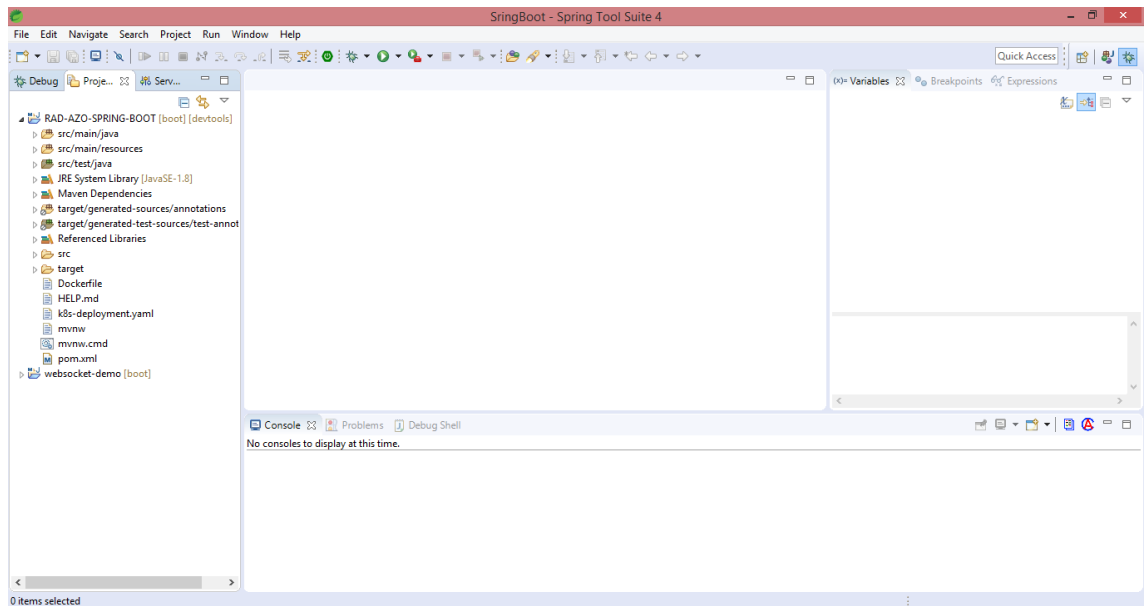 SringBoot - Spring Tool Suite 4
File Edit Navigate Search Project Run Window Help
Quick Access
Debug Proje... Serv...
(x)= Variables Breakpoints Expressions
RAD-AZO-SPRING-BOOT [boot] [devtools]
src/main/java
src/main/resources
src/test/java
JRE System Library [JavaSE-1.8]
Maven Dependencies
target/generated-sources/annotations
target/generated-test-sources/test-annot
Referenced Libraries
src
target
Dockerfile
HELP.md
k8s-deployment.yaml
mvnw
mvnw.cmd
pom.xml
websocket-demo [boot]
Console Problems Debug Shell
No consoles to display at this time.
0 items selected